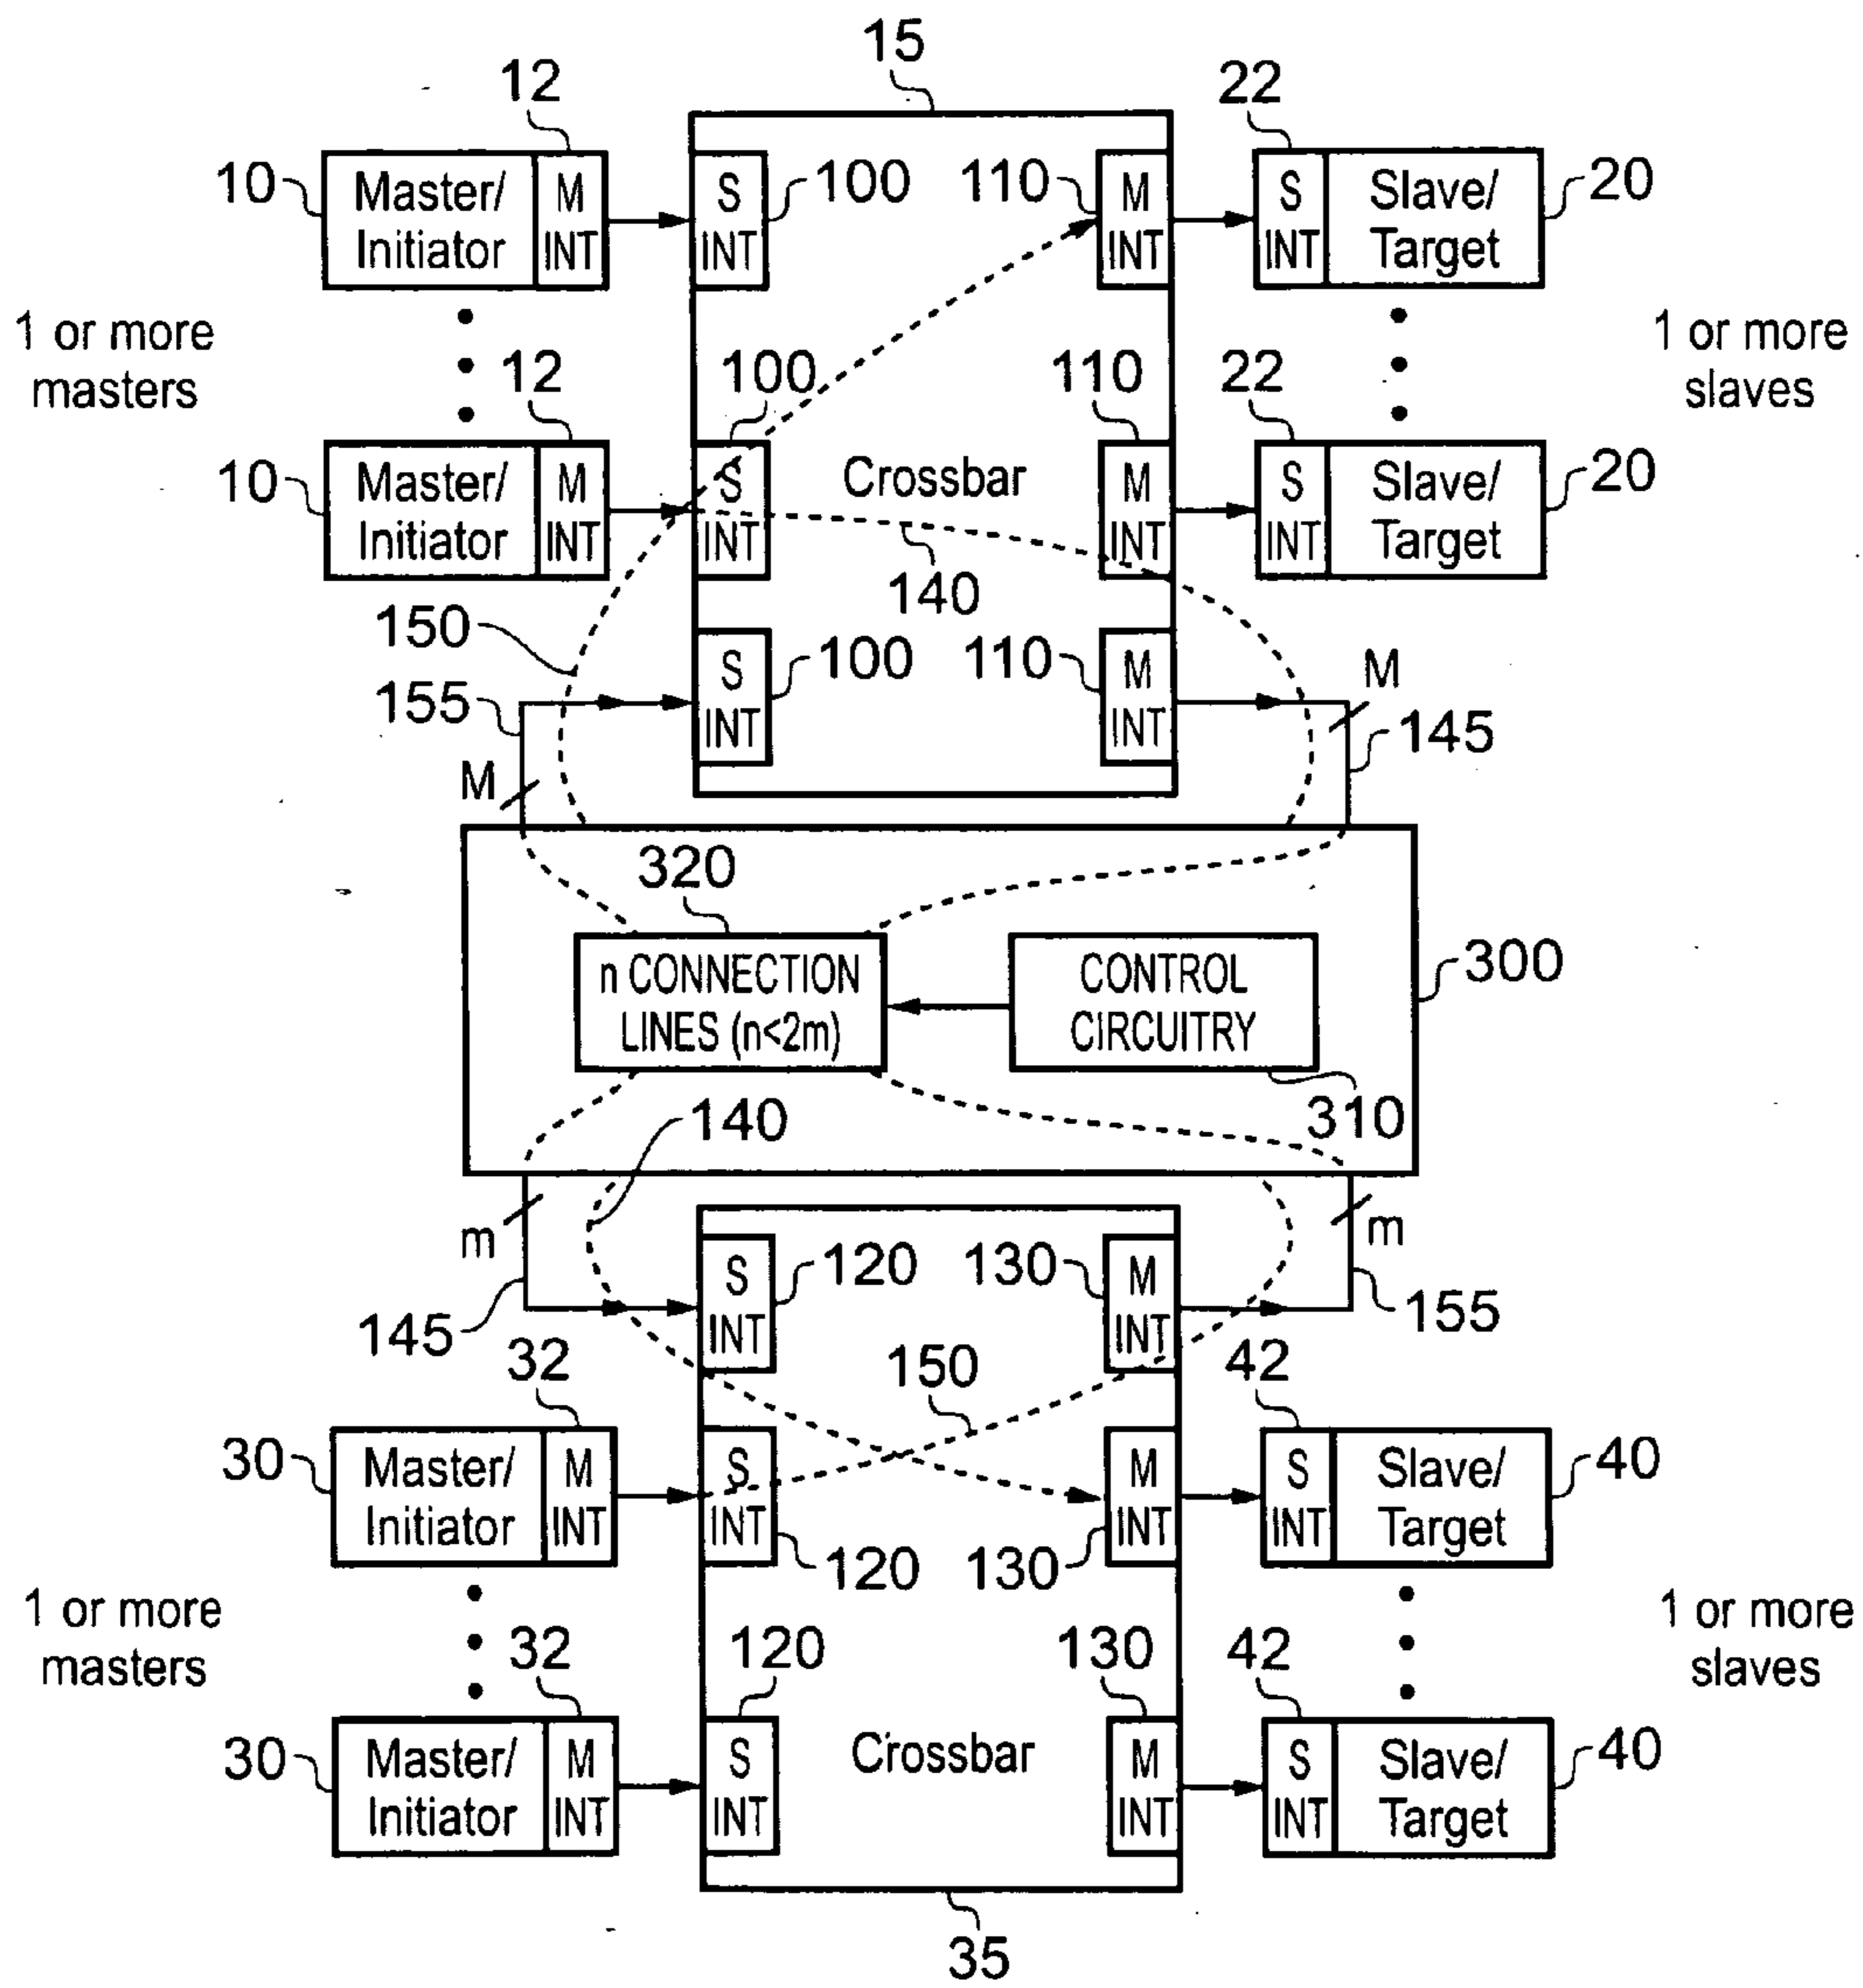 15
12
22
10
Master/
Initiator
M
INT
S
INT
100
110
M
INT
S
INT
Slave/
Target
20
1 or more
masters
1 or more
slaves
12
100
110
22
10
Master/
Initiator
M
INT
S
INT
Crossbar
M
INT
S
INT
Slave/
Target
20
140
150
155
S
INT
100
110
M
INT
M
145
M
320
n CONNECTION
LINES (n<2m)
CONTROL
CIRCUITRY
300
310
140
m
m
145
S
INT
120
130
M
INT
155
32
150
42
30
Master/
Initiator
M
INT
S
INT
120
130
M
INT
S
INT
Slave/
Target
40
1 or more
masters
1 or more
slaves
32
120
130
42
30
Master/
Initiator
M
INT
S
INT
Crossbar
M
INT
S
INT
Slave/
Target
40
35